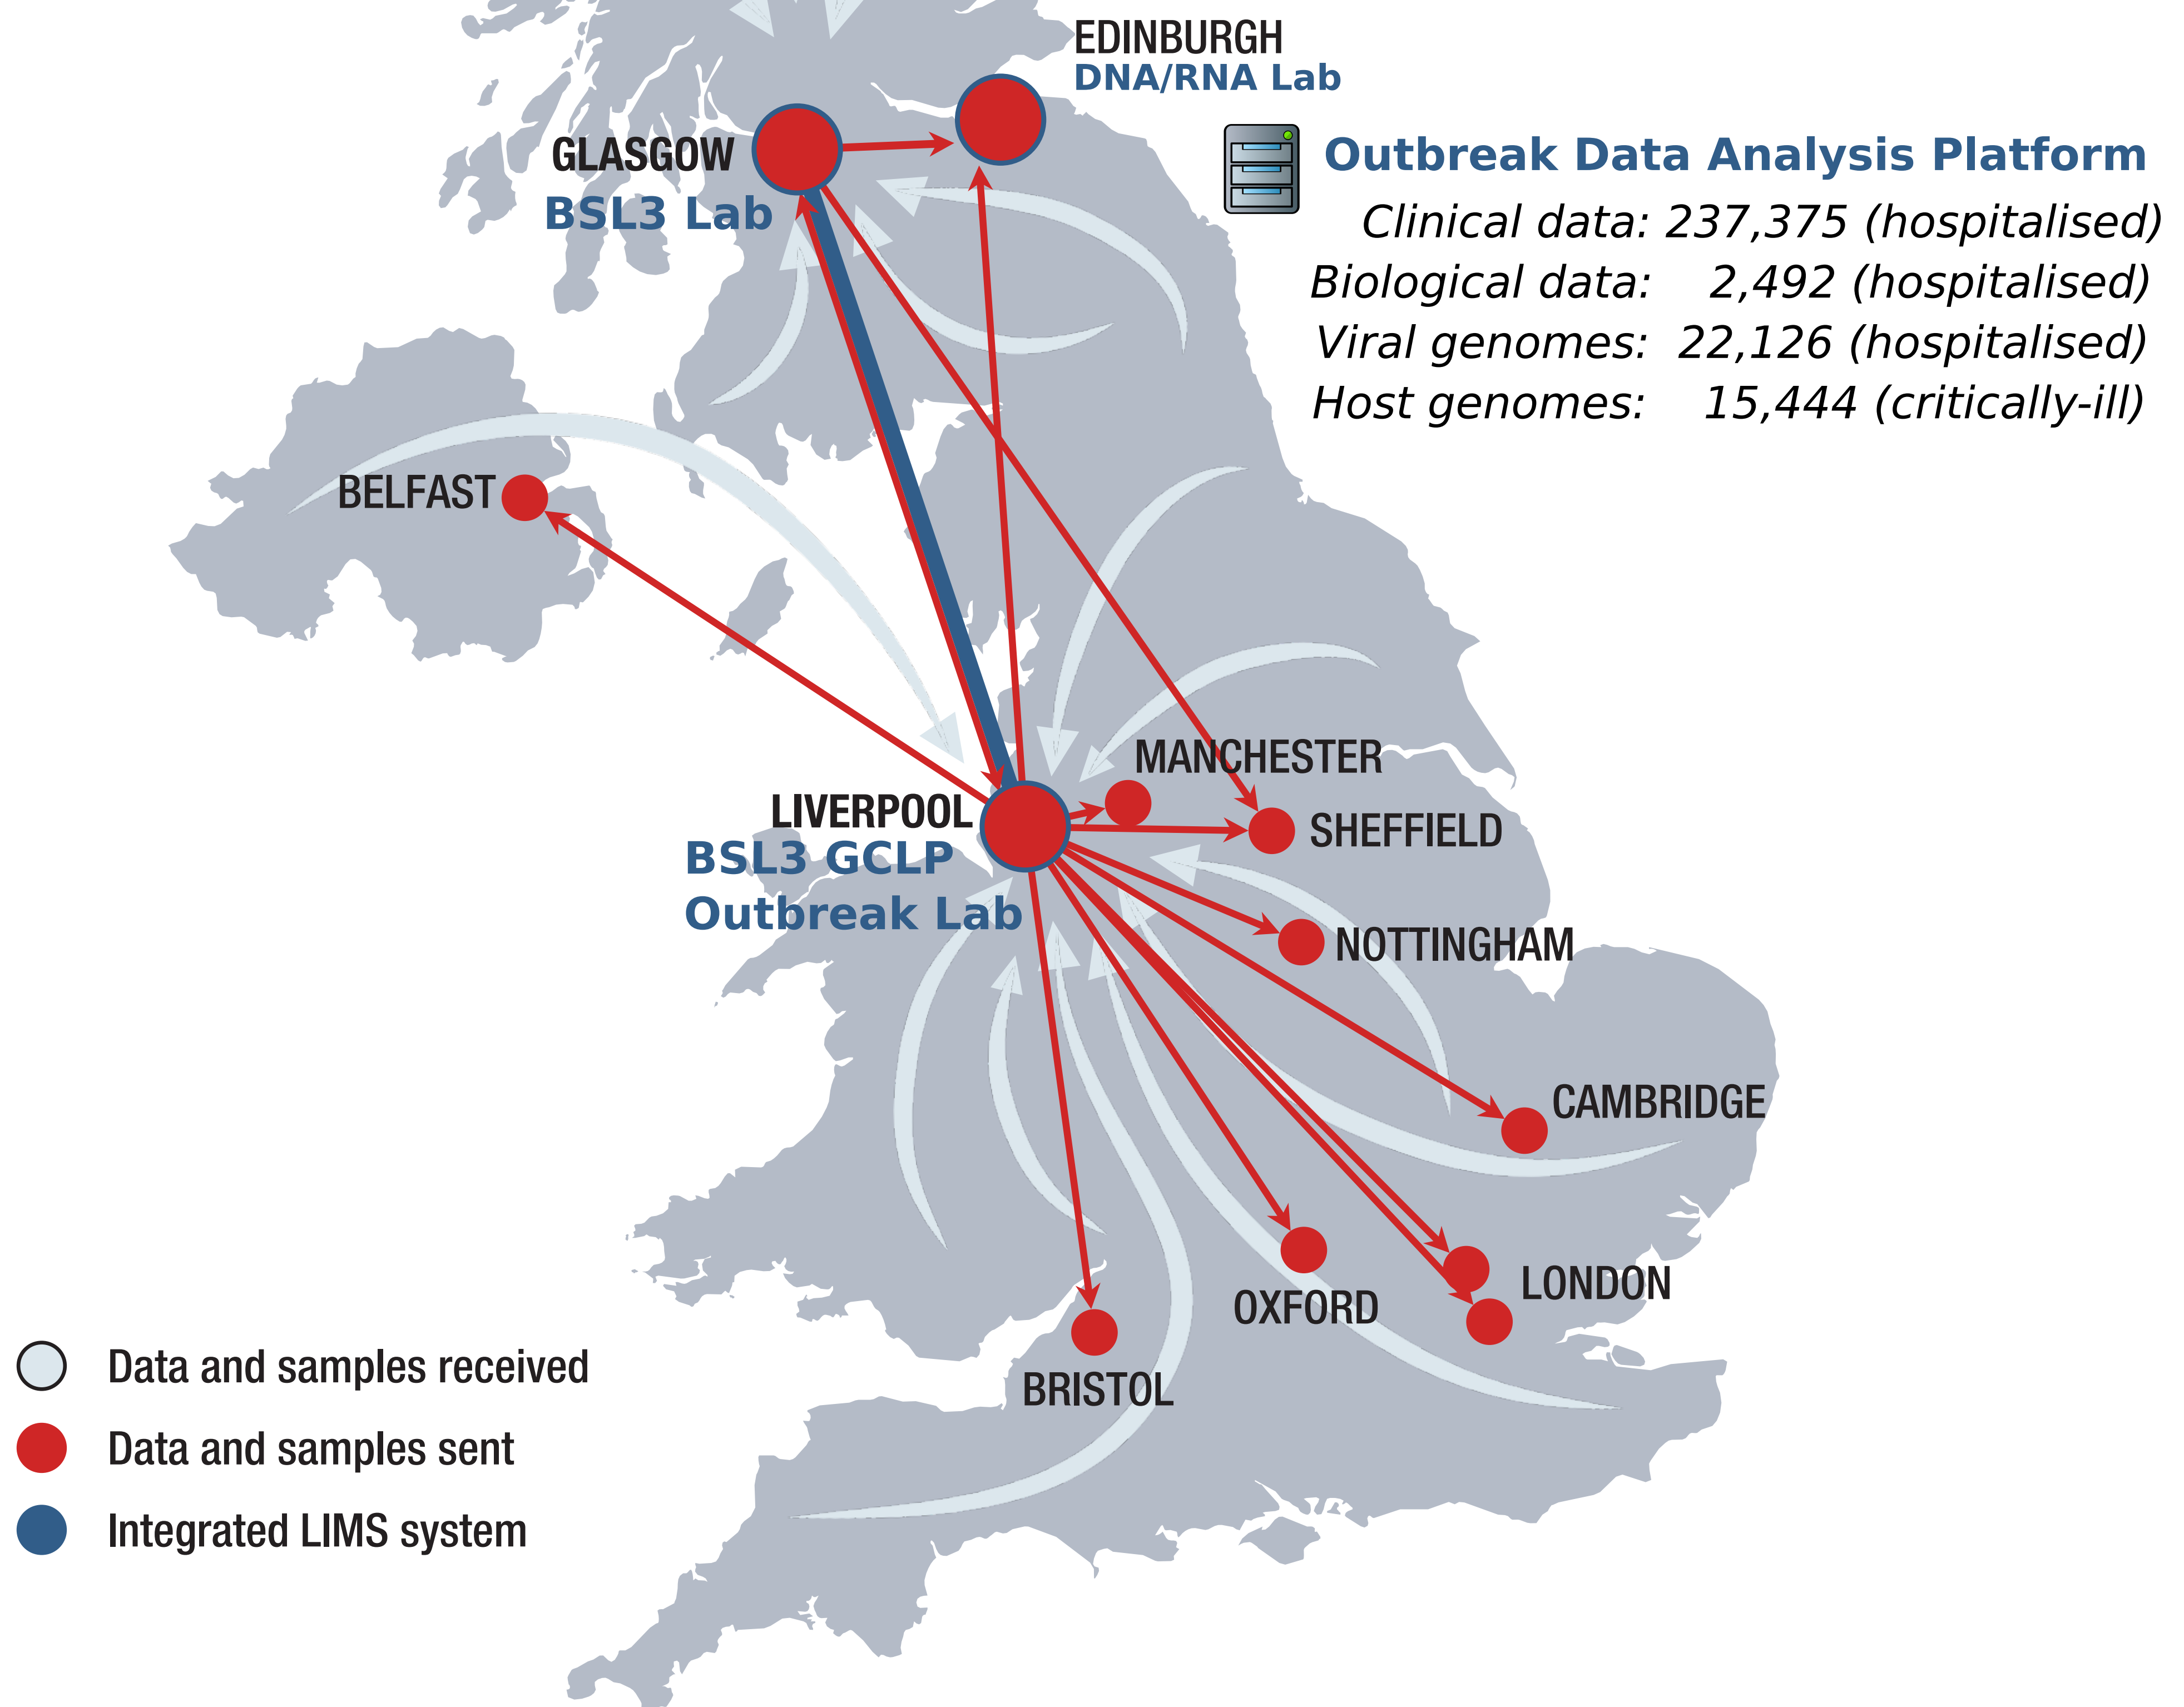 EDINBURGH
DNA/RNA Lab
GLASGOW
BSL3 Lab
Outbreak Data Analysis Platform
Clinical data: 237,375 (hospitalised)
Biological data: 2,492 (hospitalised)
Viral genomes: 22,126 (hospitalised)
Host genomes: 15,444 (critically-ill)
BELFAST
MANCHESTER
LIVERPOOL
BSL3 GCLP
Outbreak Lab
SHEFFIELD
NOTTINGHAM
CAMBRIDGE
LONDON
OXFORD
BRISTOL
Data and samples received
Data and samples sent
Integrated LIMS system